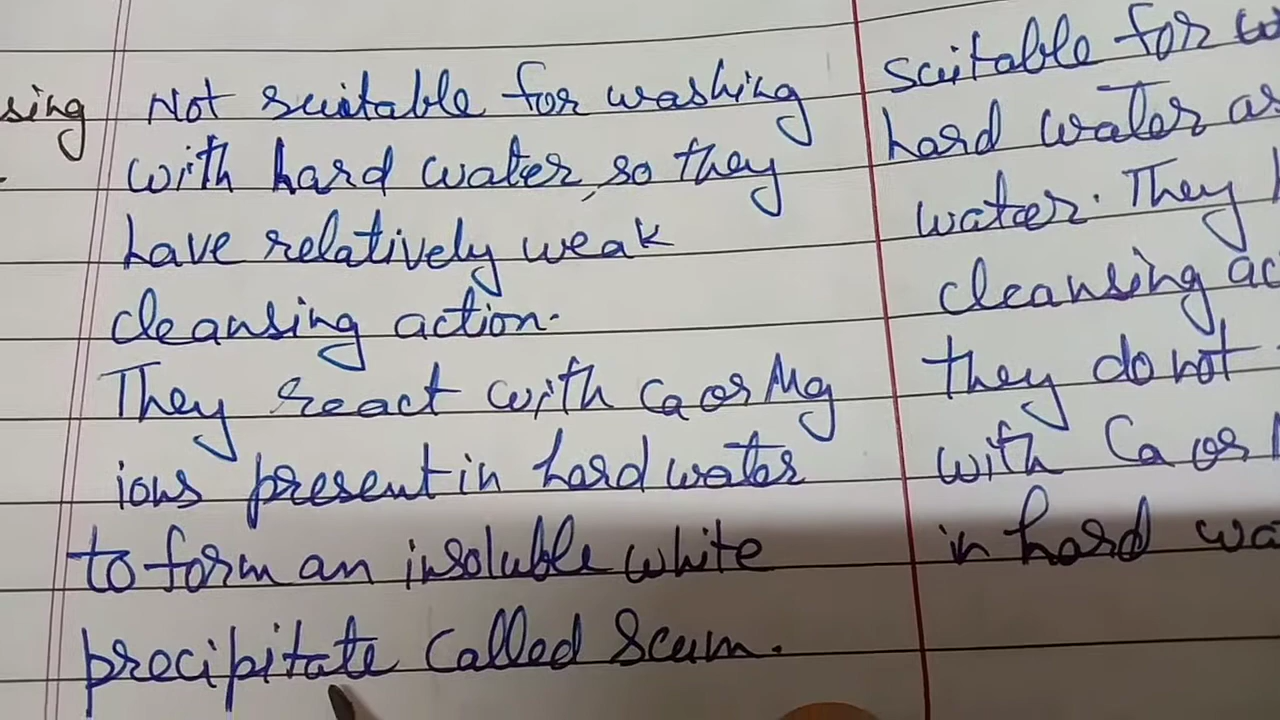 sing
Not suitable for washing
with hard water, so they
have relatively weak
cleansing action.
They react with Ca or Mg
ions present in hard water
to form an insoluble white
precipitate called Scum.
suitable for
hard water as
water. They
cleansing
they do not
with Ca or
in hard